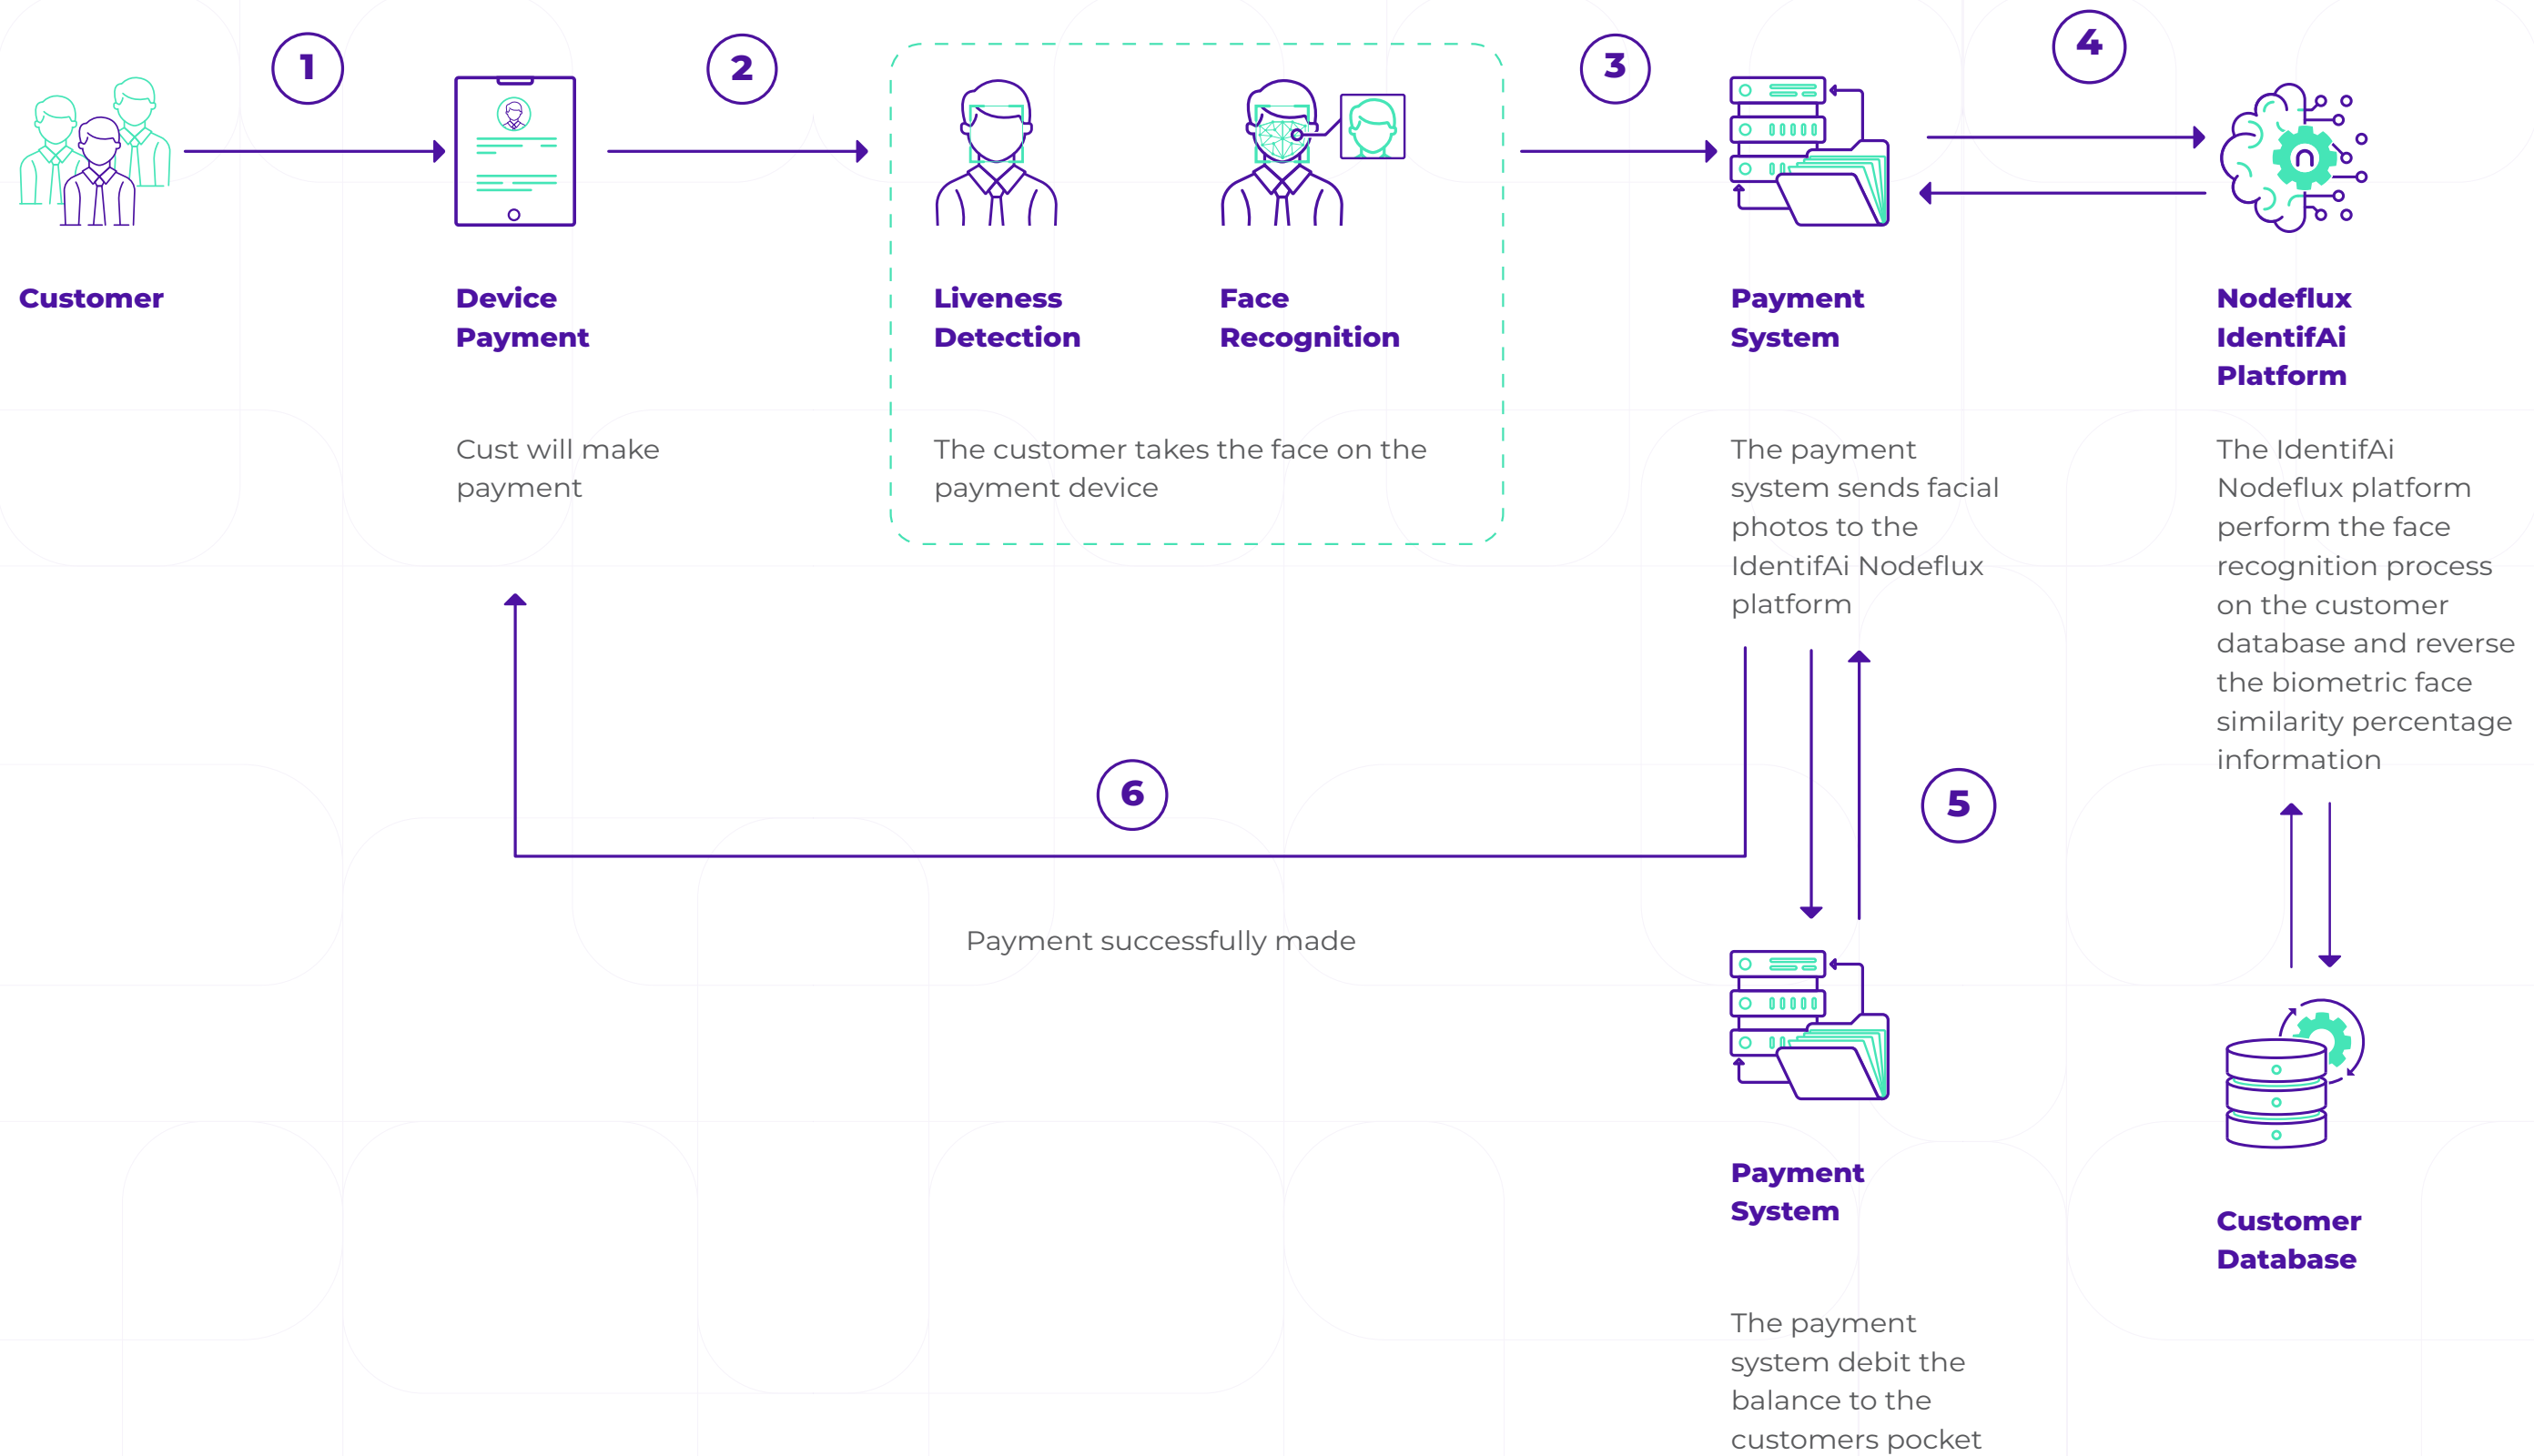 1
2
3
4
Customer
Device
Payment
Cust will make
payment
Liveness
Detection
Face
Recognition
The customer takes the face on the
payment device
Payment
System
The payment
system sends facial
photos to the
IdentifAi Nodeflux
platform
Nodeflux
IdentifAi
Platform
The IdentifAi
Nodeflux platform
perform the face
recognition process
on the customer
database and reverse
the biometric face
similarity percentage
information
5
6
Payment successfully made
Payment
System
The payment
system debit the
balance to the
customers pocket
Customer
Database